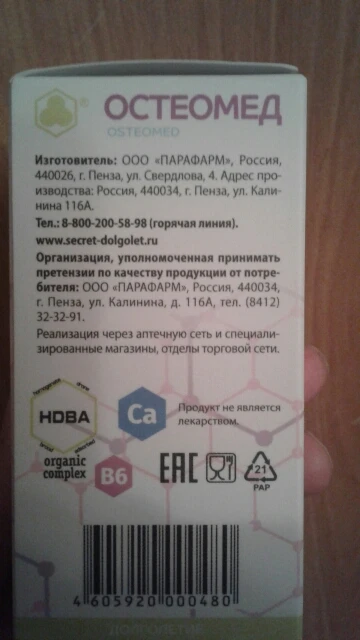 ®
ОСТЕОМЕД
OSTEOMED
Изготовитель: ООО «ПАРАФАРМ», Россия,
440026, г. Пенза, ул. Свердлова, 4. Адрес про-
изводства: Россия, 440034, г. Пенза, ул. Кали-
нина 116А.
Тел.: 8-800-200-58-98 (горячая линия).
www.secret-dolgolet.ru
Организация, уполномоченная принимать
претензии по качеству продукции от потре-
бителя: ООО «ПАРАФАРМ», Россия, 440034,
г. Пенза, ул. Калинина, д. 116А, тел. (8412)
32-32-91.
Реализация через аптечную сеть и специали-
зированные магазины, отделы торговой сети.
HDBA
organic
complex
Ca
B6
Продукт не является
лекарством.
EAC
21
PAP
4 605920 000480